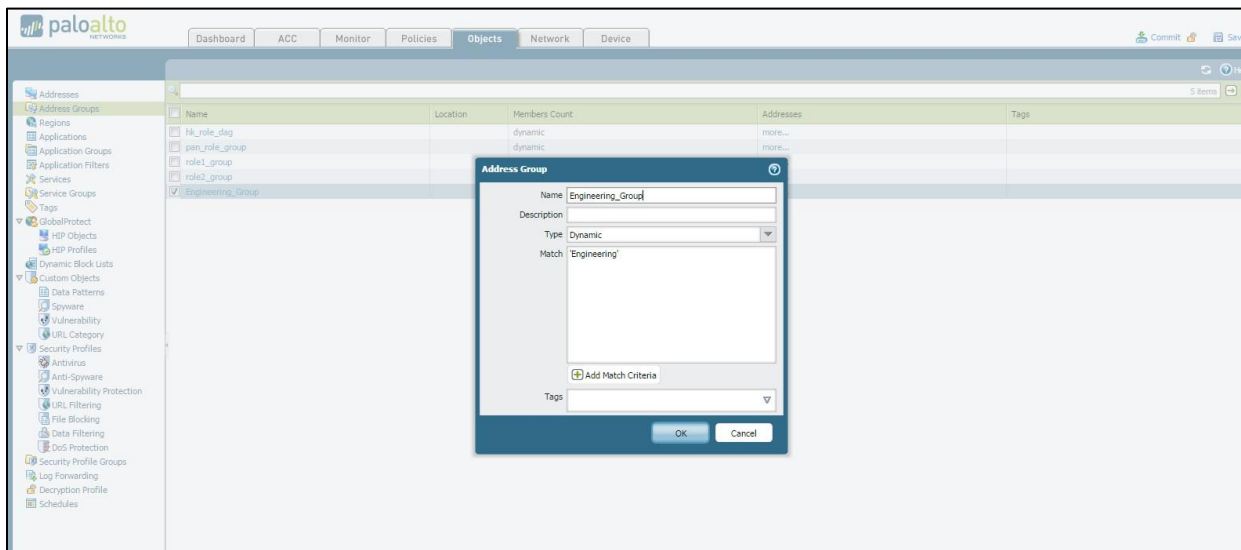 paloalto
NETWORKS
Dashboard ACC Monitor Policies Objects Network Device
Commit Sav
He
5 items
Addresses
Address Groups
Regions
Applications
Application Groups
Application Filters
Services
Service Groups
Tags
GlobalProtect
HIP Objects
HIP Profiles
Dynamic Block Lists
Custom Objects
Data Patterns
Spyware
Vulnerability
URL Category
Security Profiles
Antivirus
Anti-Spyware
Vulnerability Protection
URL Filtering
File Blocking
Data Filtering
DoS Protection
Security Profile Groups
Log Forwarding
Decryption Profile
Schedules
Name Location Members Count Addresses Tags
hk_role_dag dynamic more...
pan_role_group dynamic more...
role1_group
role2_group
Engineering_Group
Address Group
Name Engineering_Group
Description
Type Dynamic
Match 'Engineering'
Add Match Criteria
Tags
OK Cancel